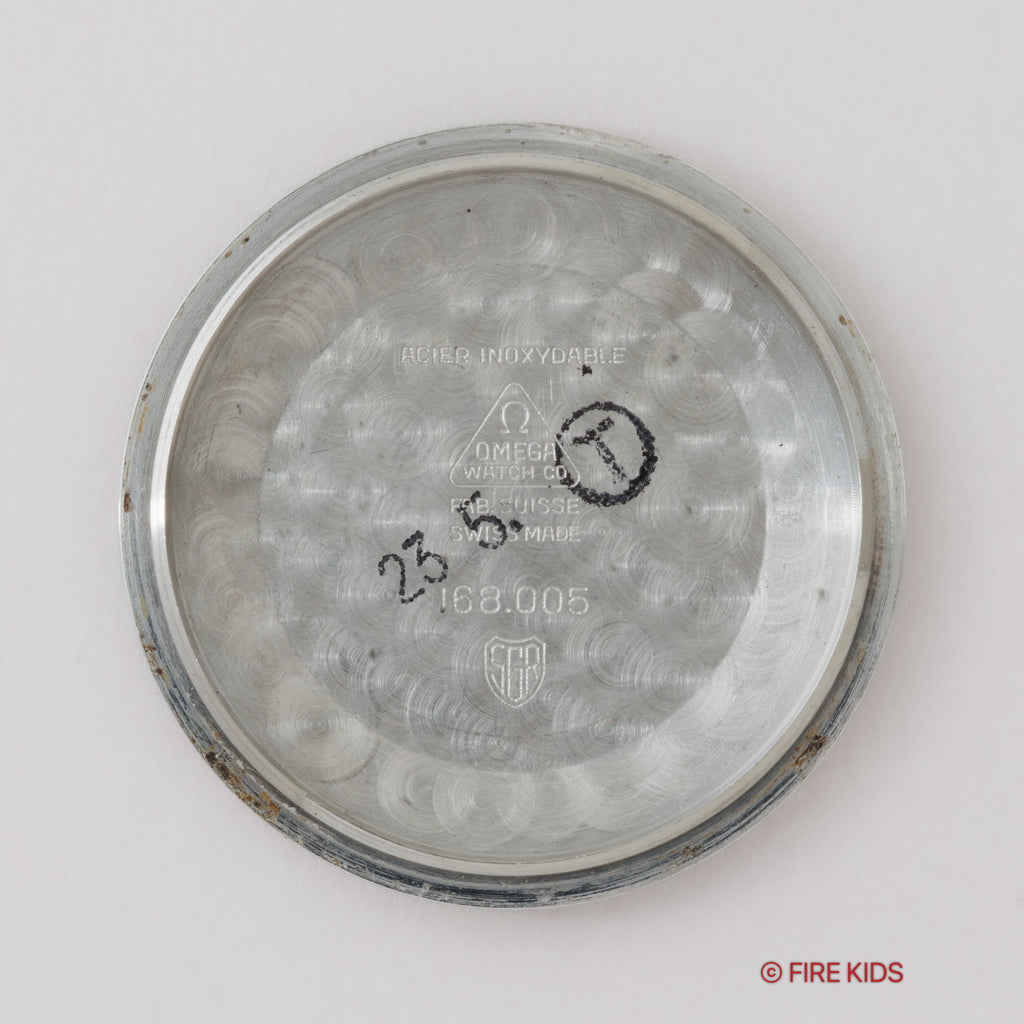 ACIER INOXYDABLE
Ω
OMEGA
WATCH CO
T
FAB. SUISSE
SWISS MADE
23 5.
168.005
SGR
© FIRE KIDS